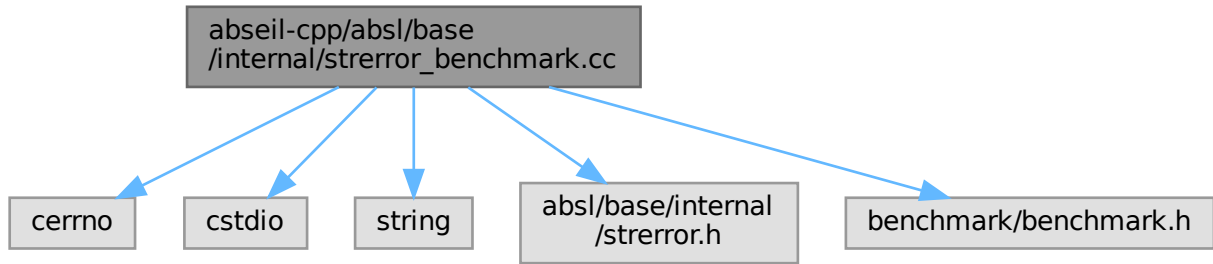 abseil-cpp/absl/base
/internal/strerror_benchmark.cc
cerrno
cstdio
string
absl/base/internal
/strerror.h
benchmark/benchmark.h